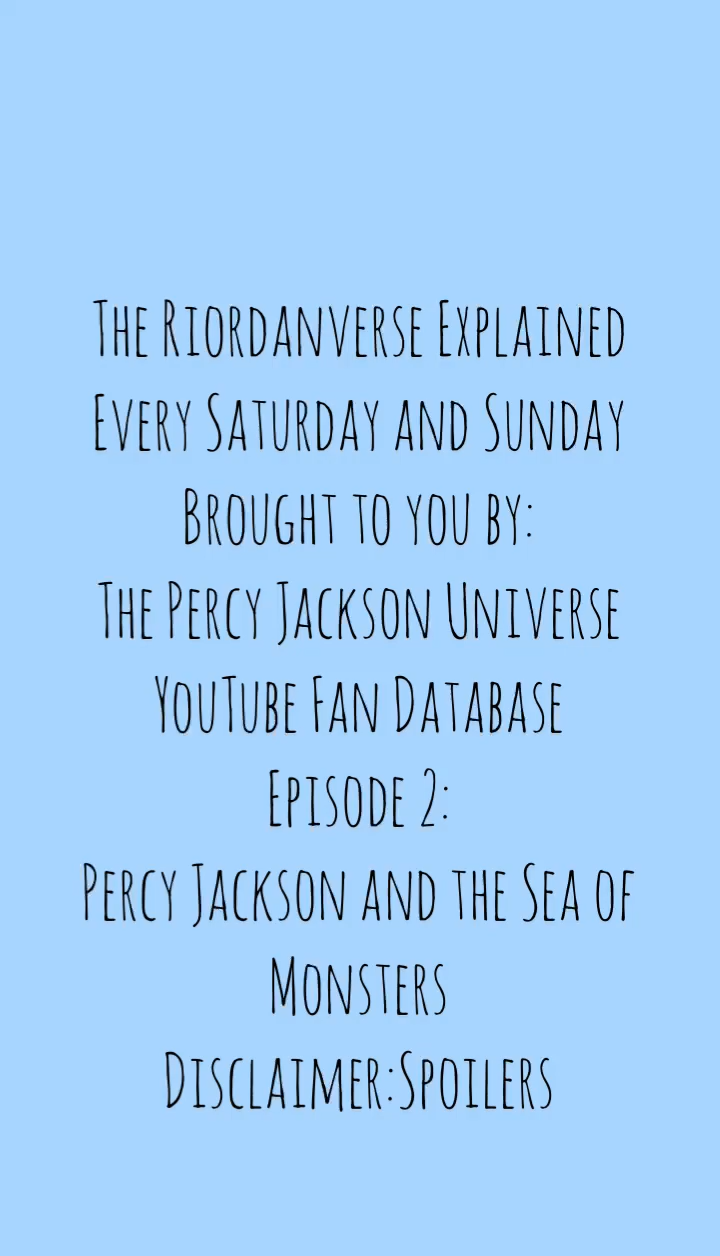 The Riordanverse Explained
Every Saturday and Sunday
Brought to you by:
The Percy Jackson Universe
YouTube Fan Database
Episode 2:
Percy Jackson and the Sea of
Monsters
Disclaimer:Spoilers